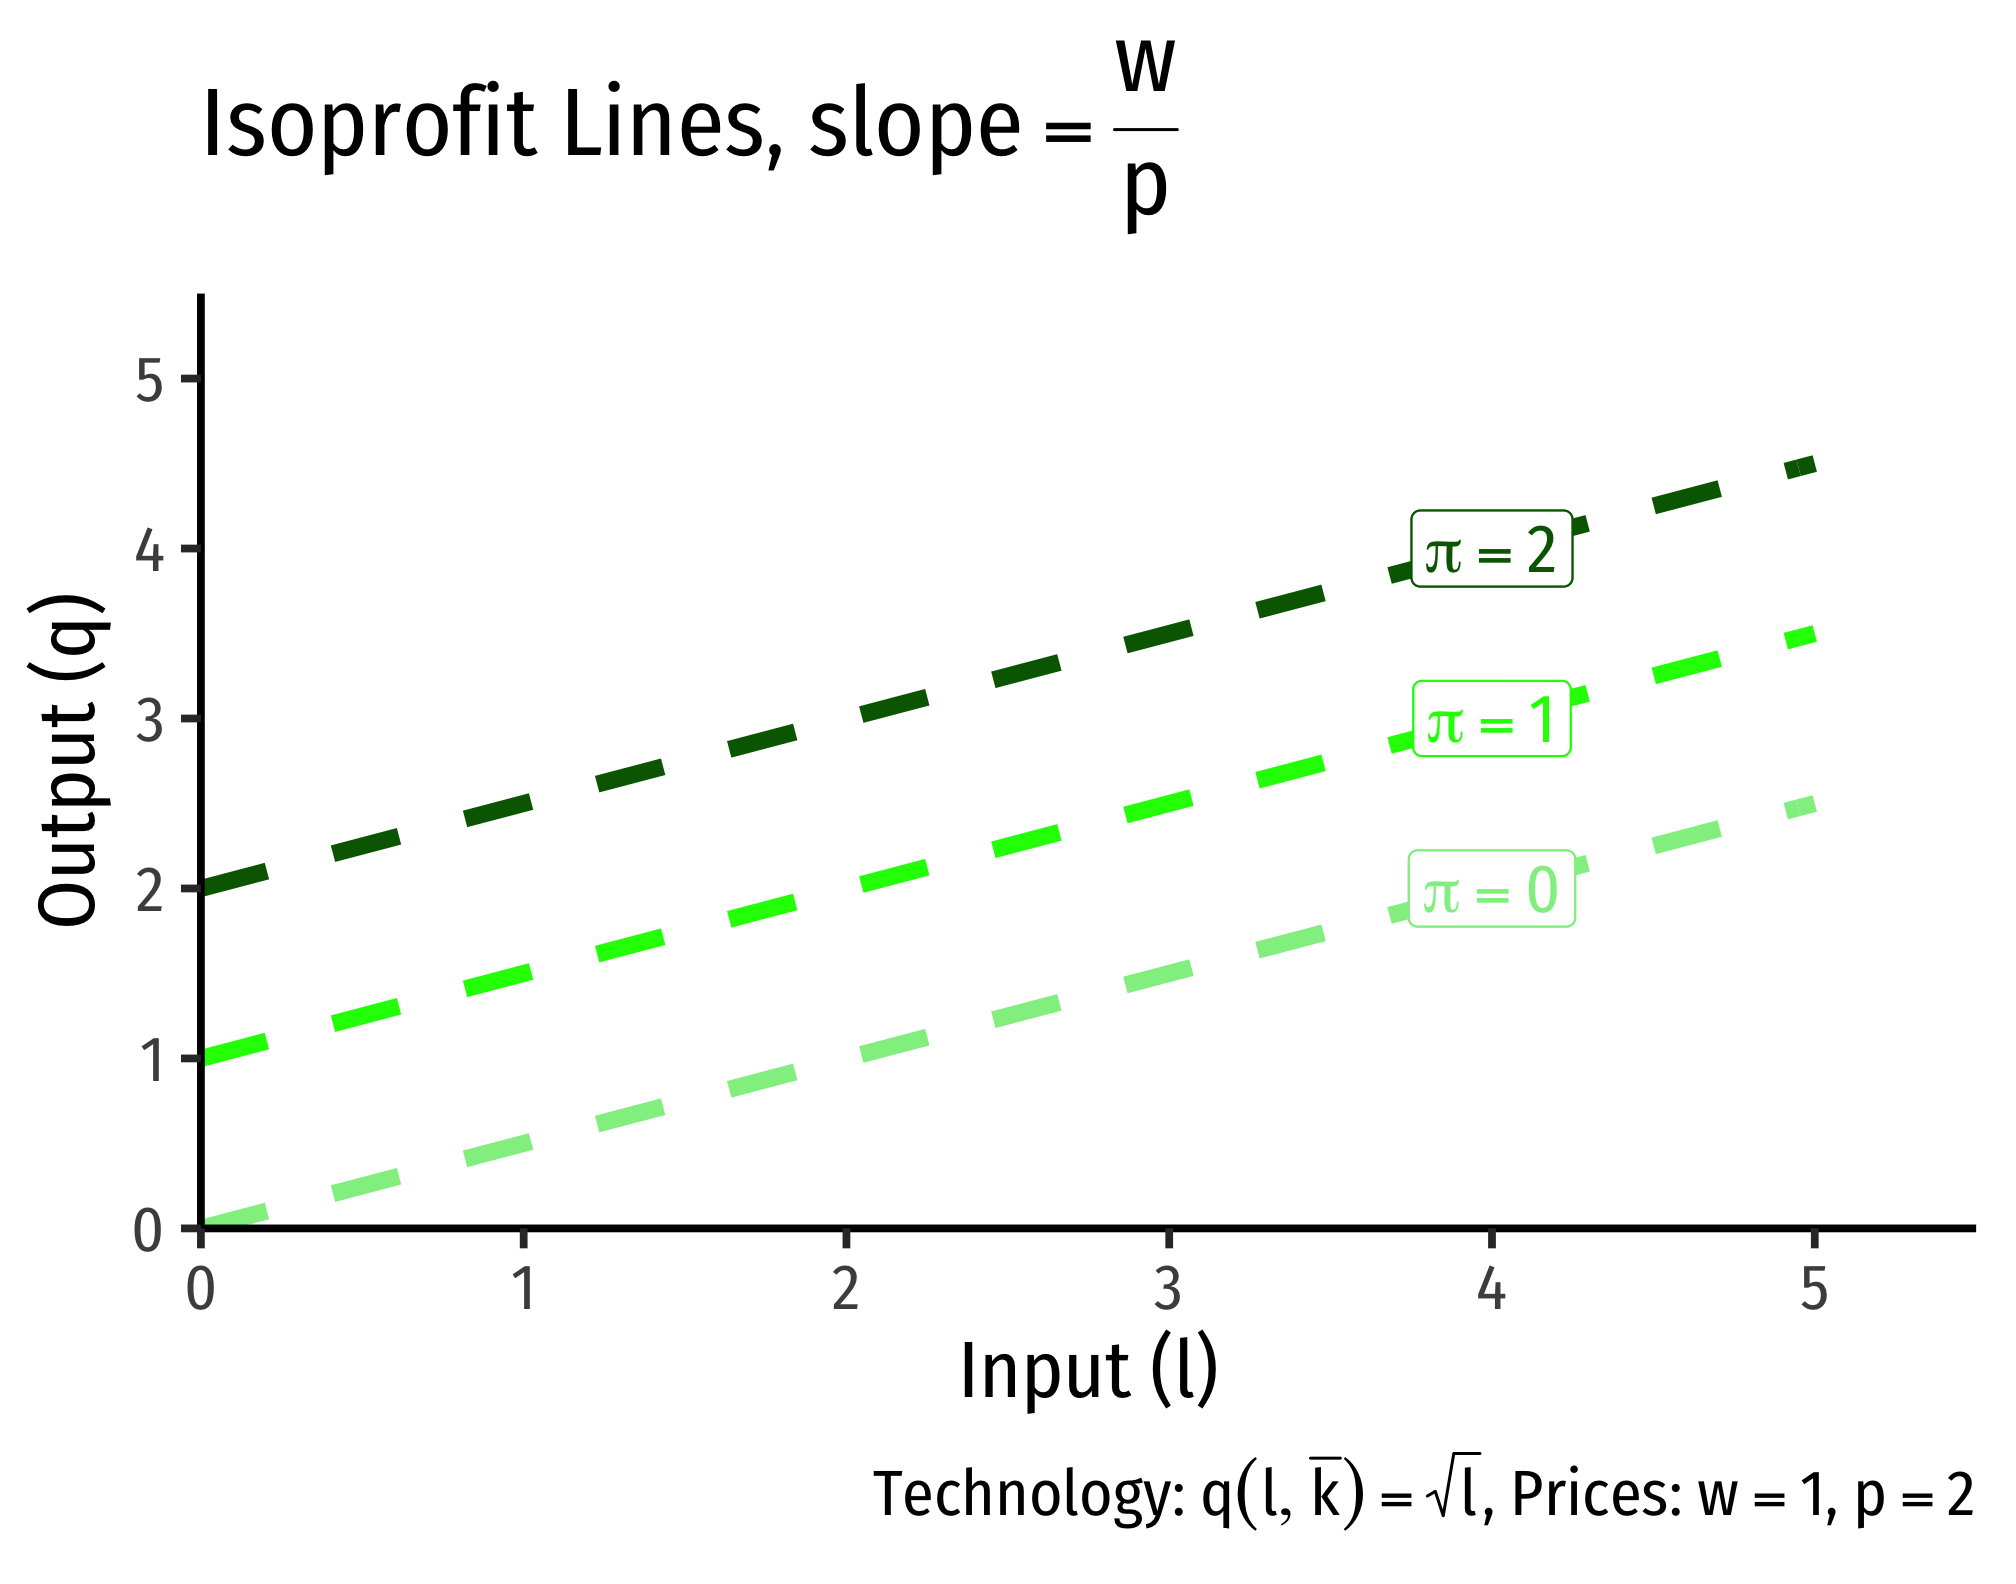 Isoprofit Lines, slope = w/p
5
4
3
2
1
0
Output (q)
π = 2
π = 1
π = 0
0 1 2 3 4 5
Input (l)
Technology: q(l, k̅) = √l, Prices: w = 1, p = 2